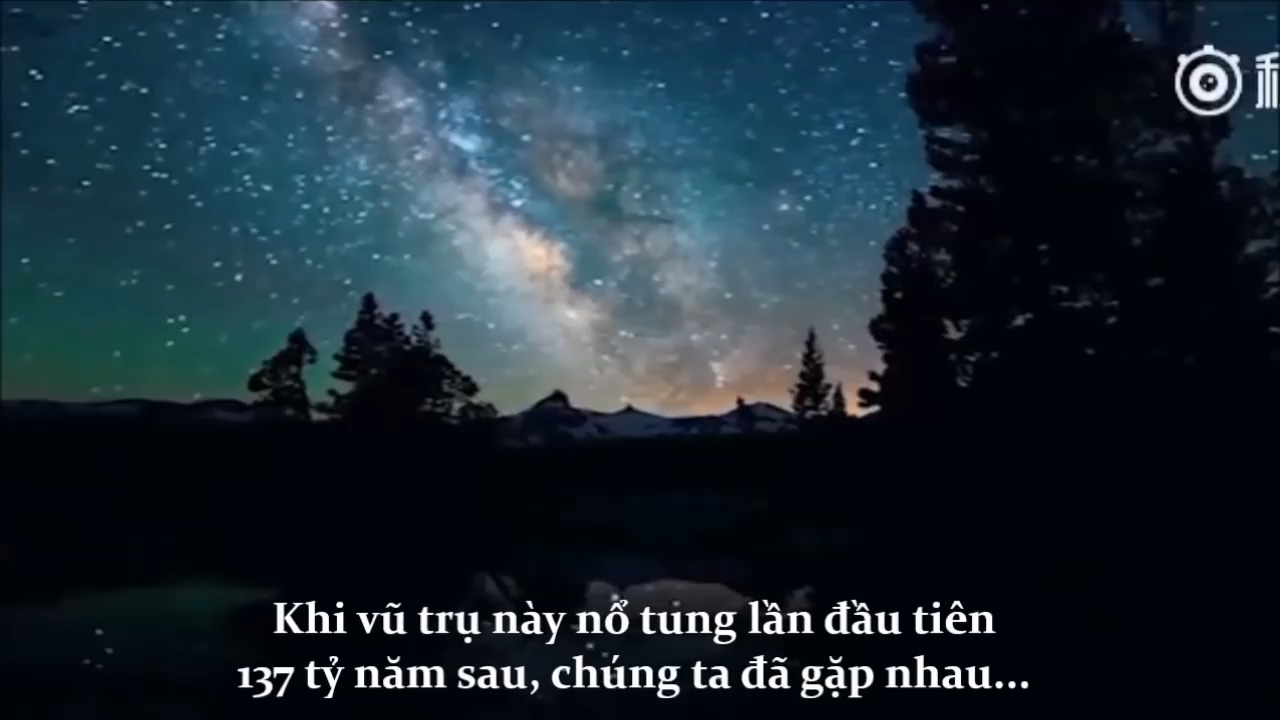 Khi vũ trụ này nổ tung lần đầu tiên
137 tỷ năm sau, chúng ta đã gặp nhau...